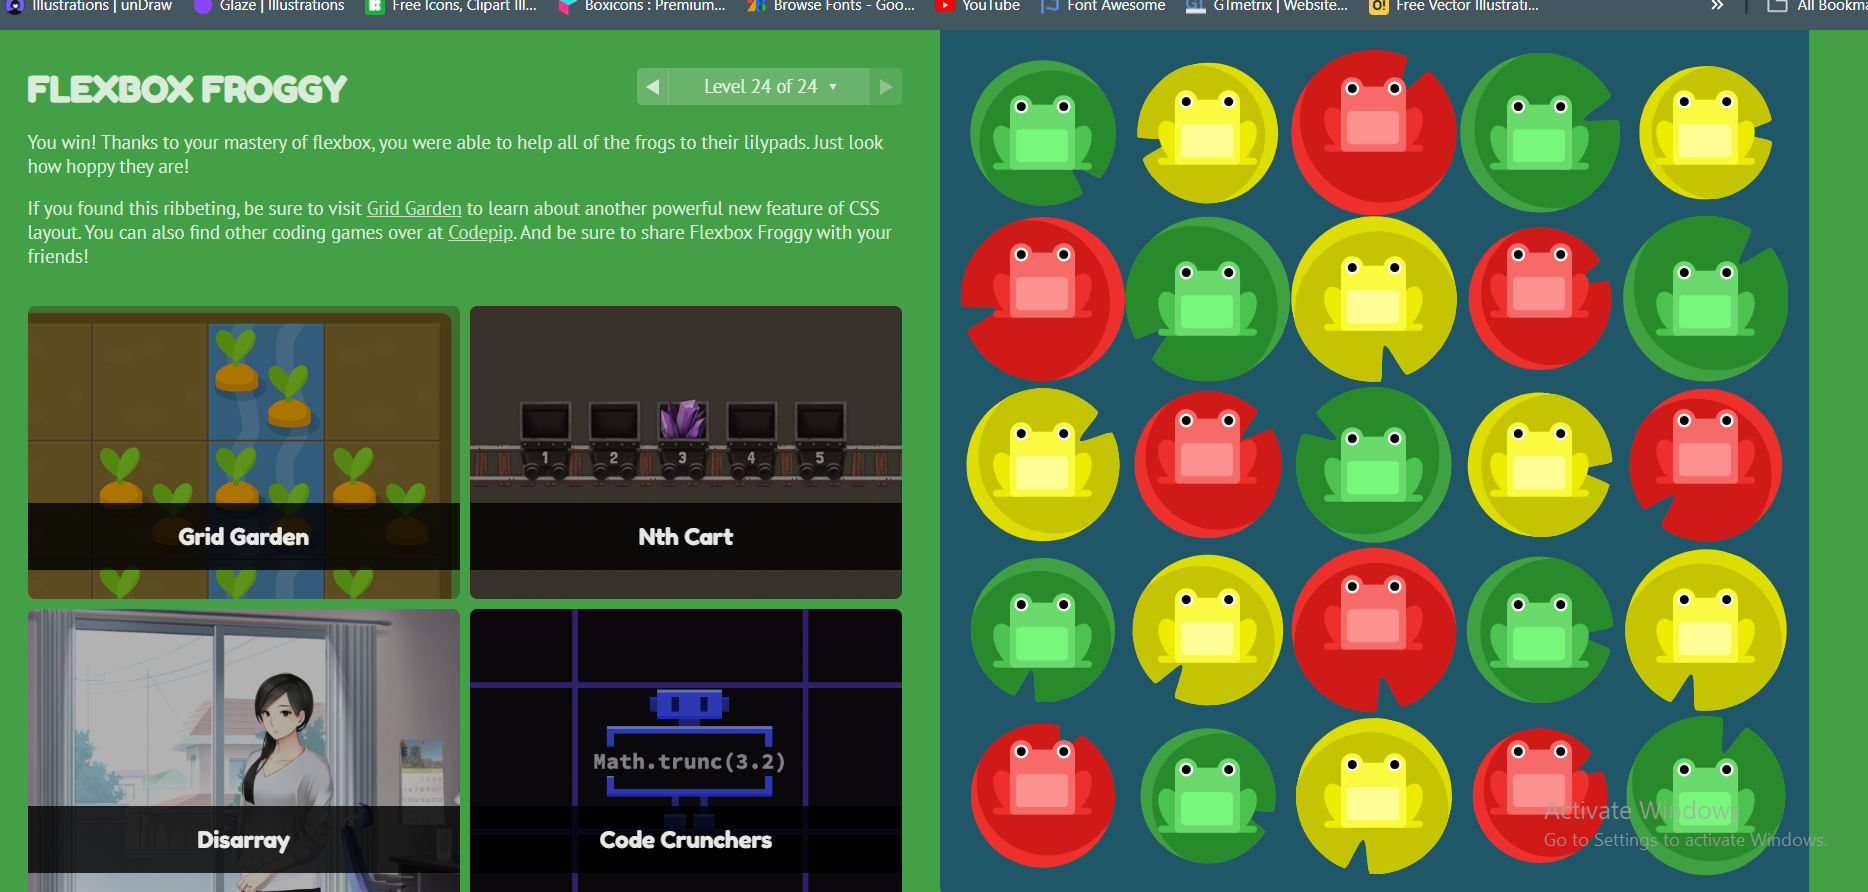 Illustrations | unDraw
Glaze | Illustrations
Free Icons, Clipart Ill...
Boxicons : Premium...
Browse Fonts - Goo...
YouTube
Font Awesome
GTmetrix | Website...
Free Vector Illustrati...
»
All Bookma
FLEXBOX FROGGY
Level 24 of 24
You win! Thanks to your mastery of flexbox, you were able to help all of the frogs to their lilypads. Just look
how hoppy they are!
If you found this ribbeting, be sure to visit Grid Garden to learn about another powerful new feature of CSS
layout. You can also find other coding games over at Codepip. And be sure to share Flexbox Froggy with your
friends!
Grid Garden
1 2 3 4 5
Nth Cart
Disarray
Math.trunc(3.2)
Code Crunchers
Activate Windows
Go to Settings to activate Windows.